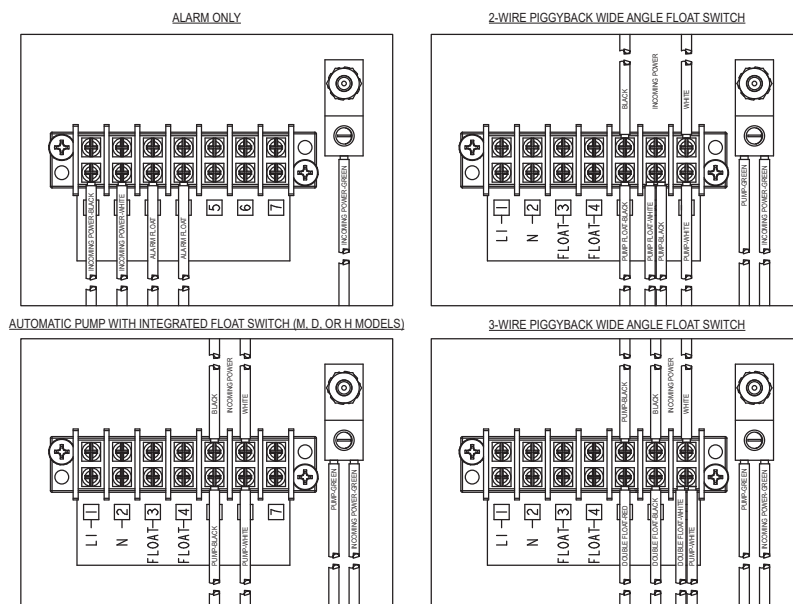 ALARM ONLY
INCOMING POWER-BLACK
INCOMING POWER-WHITE
ALARM FLOAT
ALARM FLOAT
5
6
7
INCOMING POWER-GREEN
2-WIRE PIGGYBACK WIDE ANGLE FLOAT SWITCH
BLACK
INCOMING POWER
WHITE
L1 1
N 2
FLOAT 3
FLOAT 4
PUMP FLOAT-BLACK
PUMP FLOAT-WHITE
PUMP-BLACK
PUMP-WHITE
PUMP-GREEN
INCOMING POWER-GREEN
AUTOMATIC PUMP WITH INTEGRATED FLOAT SWITCH (M, D, OR H MODELS)
BLACK
INCOMING POWER
WHITE
L1 1
N 2
FLOAT 3
FLOAT 4
PUMP-BLACK
PUMP-WHITE
7
PUMP-GREEN
INCOMING POWER-GREEN
3-WIRE PIGGYBACK WIDE ANGLE FLOAT SWITCH
PUMP-BLACK
BLACK
INCOMING POWER
WHITE
L1 1
N 2
FLOAT 3
FLOAT 4
DOUBLE FLOAT-RED
DOUBLE FLOAT-BLACK
DOUBLE FLOAT-WHITE
PUMP-WHITE
PUMP-GREEN
INCOMING POWER-GREEN